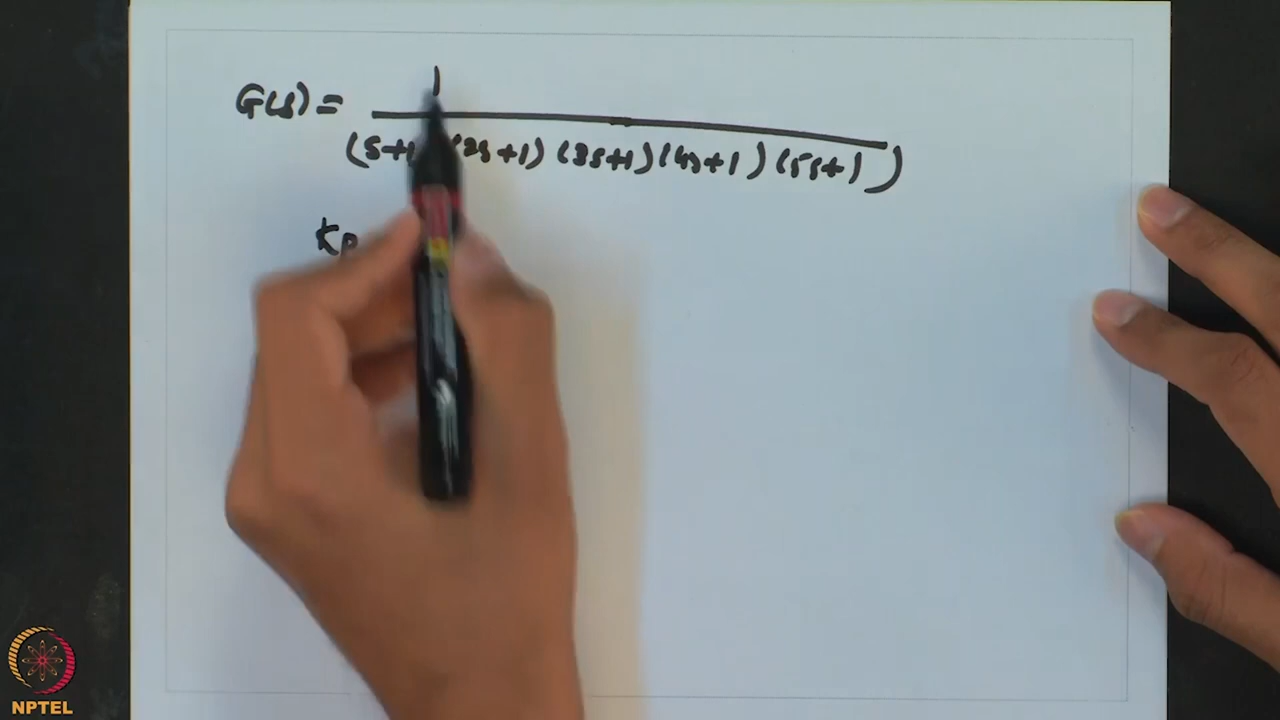 G(s) = 1
(s+1) (2s+1) (3s+1) (4s+1) (5s+1)
Kp
NPTEL